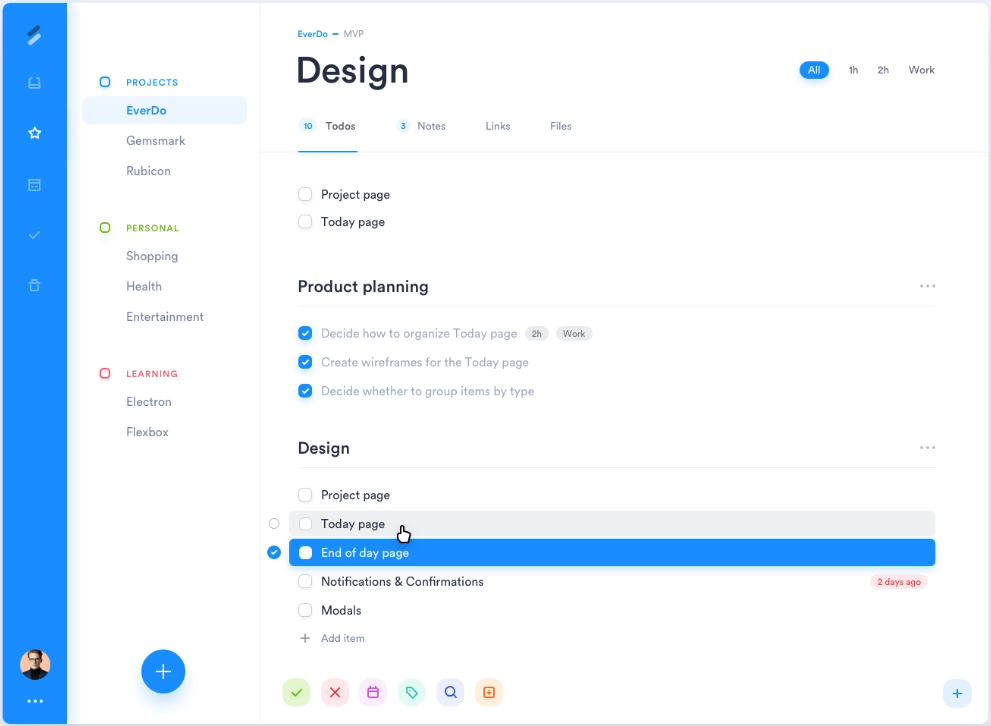 EverDo – MVP
Design
All 1h 2h Work
10 Todos 3 Notes Links Files
PROJECTS
EverDo
Gemsmark
Rubicon
PERSONAL
Shopping
Health
Entertainment
LEARNING
Electron
Flexbox
Project page
Today page
Product planning
Decide how to organize Today page 2h Work
Create wireframes for the Today page
Decide whether to group items by type
Design
Project page
Today page
End of day page
Notifications & Confirmations 2 days ago
Modals
Add item